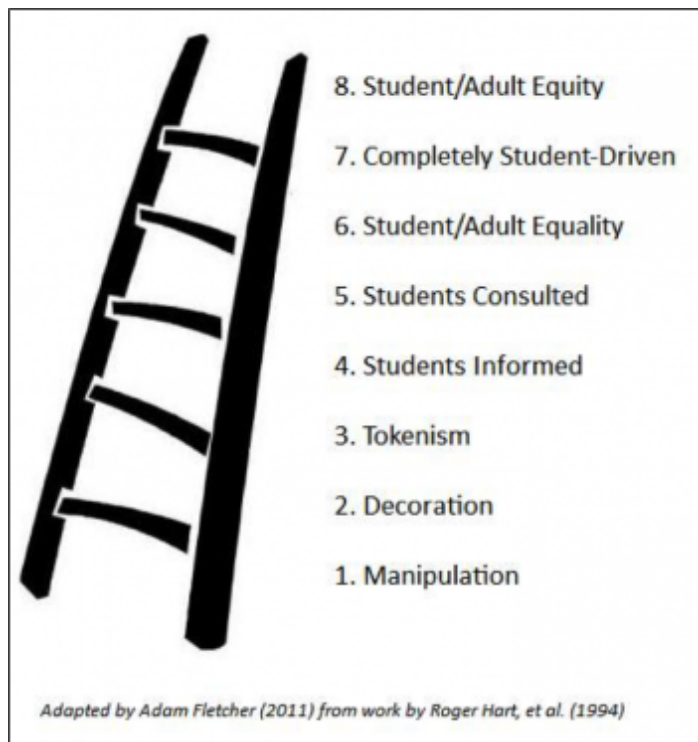 8. Student/Adult Equity
7. Completely Student-Driven
6. Student/Adult Equality
5. Students Consulted
4. Students Informed
3. Tokenism
2. Decoration
1. Manipulation
Adapted by Adam Fletcher (2011) from work by Roger Hart, et al. (1994)